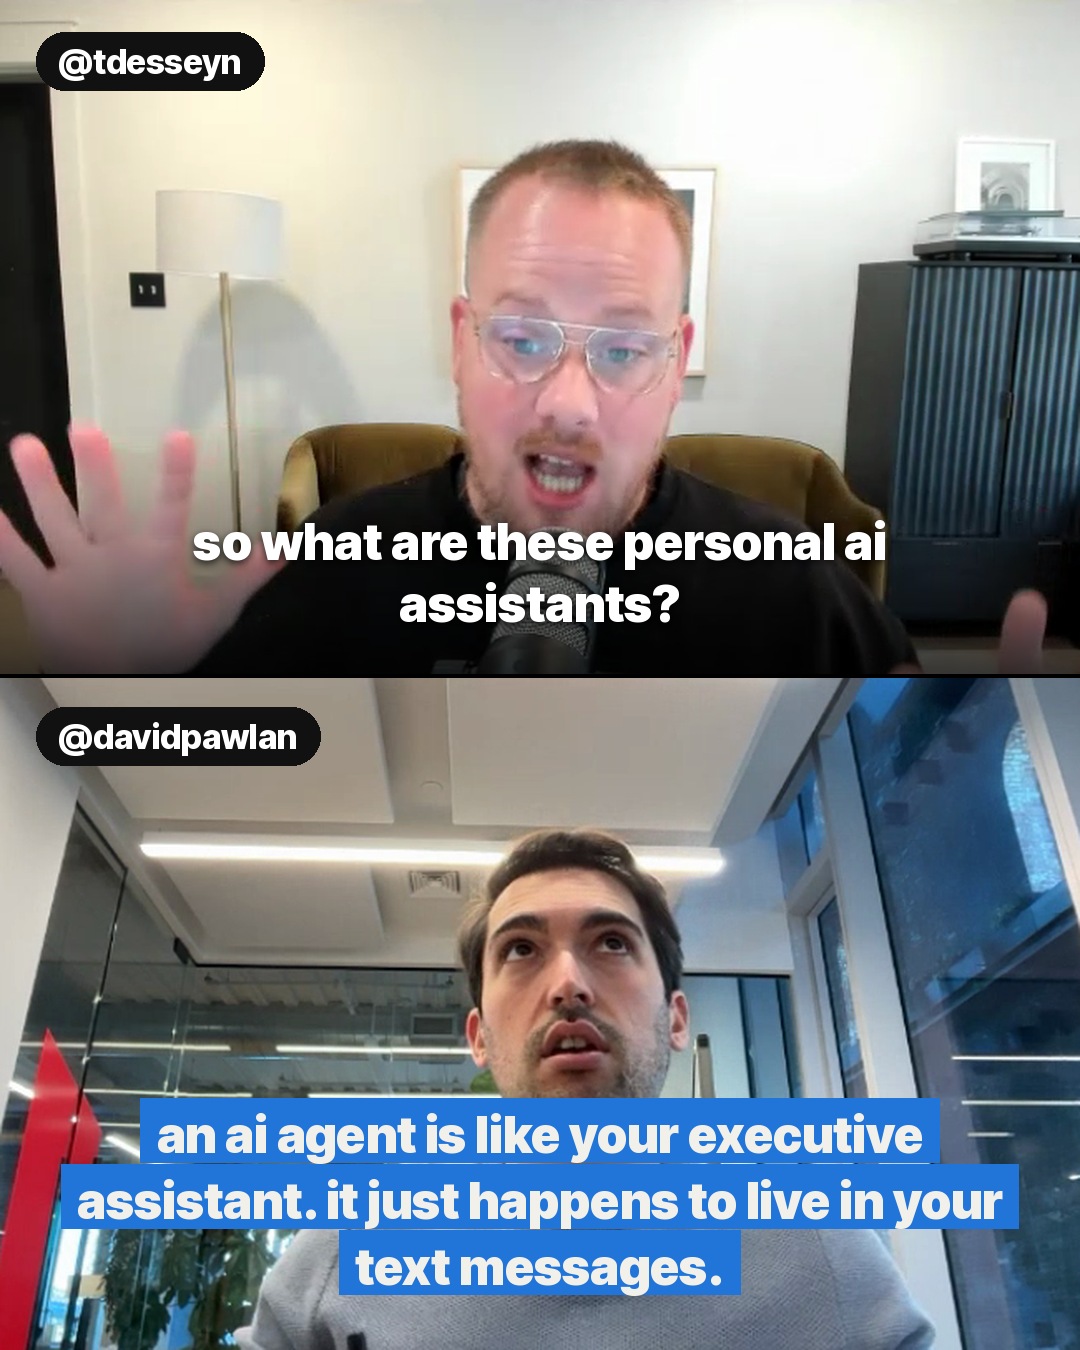 @tdesseyn
so what are these personal ai
assistants?
@davidpawlan
an ai agent is like your executive
assistant. it just happens to live in your
text messages.